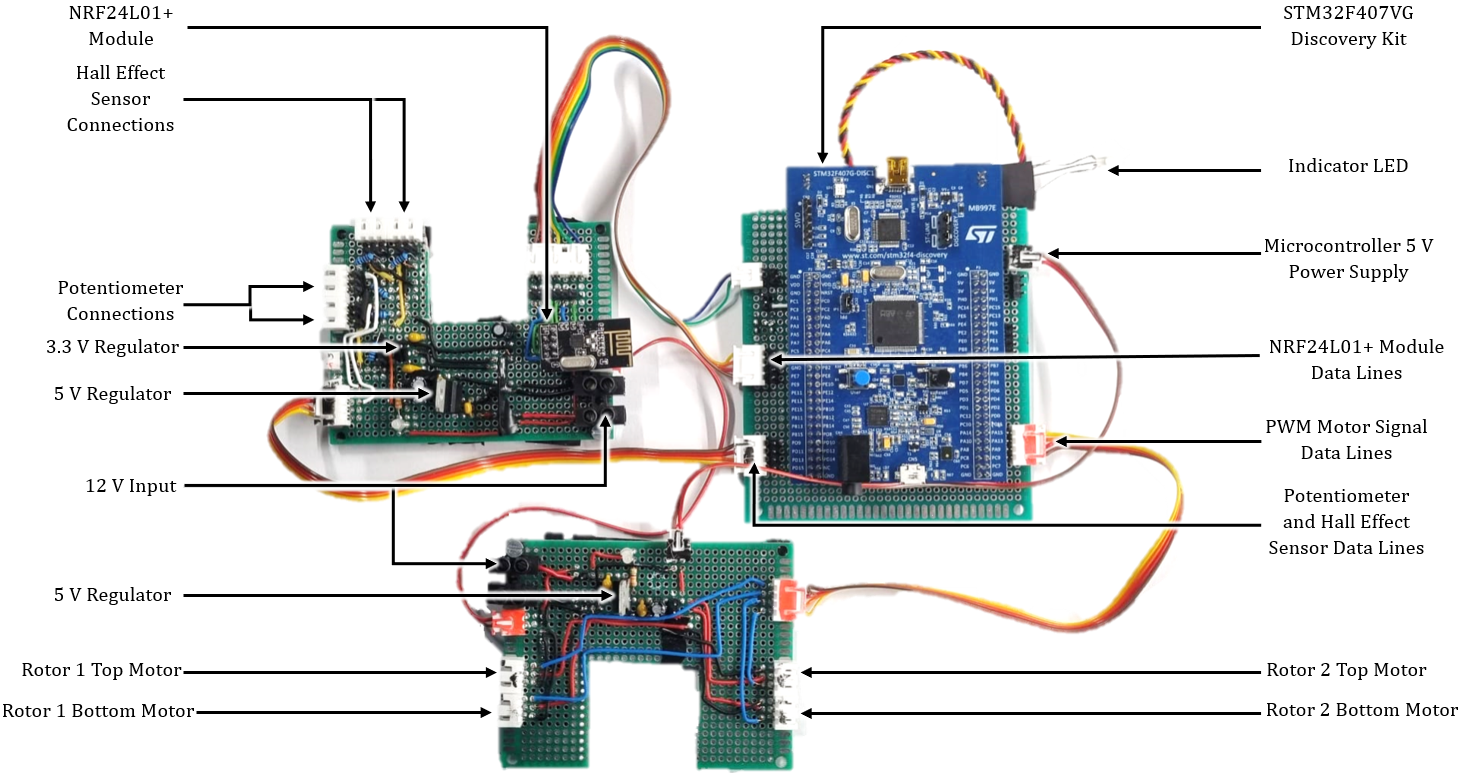 NRF24L01+
Module
Hall Effect
Sensor
Connections
Potentiometer
Connections
3.3 V Regulator
5 V Regulator
12 V Input
5 V Regulator
Rotor 1 Top Motor
Rotor 1 Bottom Motor
STM32F407VG
Discovery Kit
Indicator LED
Microcontroller 5 V
Power Supply
NRF24L01+ Module
Data Lines
PWM Motor Signal
Data Lines
Potentiometer
and Hall Effect
Sensor Data Lines
Rotor 2 Top Motor
Rotor 2 Bottom Motor
STM32F407G-DISC1
SWD
MB997E
DISCOVERY
ST
www.st.com/stm32f4-discovery